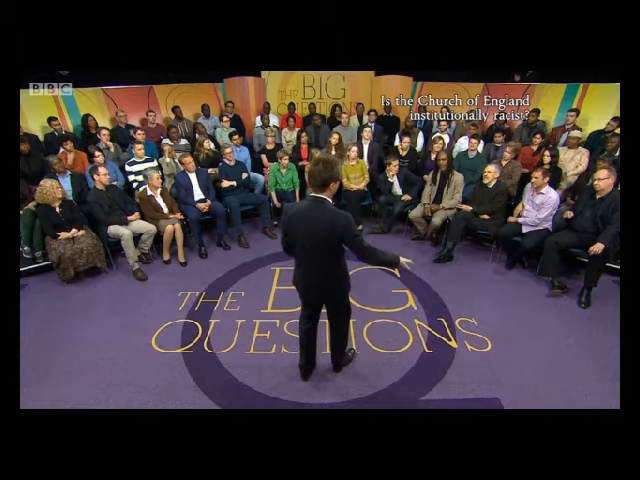 BBC
THE BIG
QUESTIONS
Is the Church of England
institutionally racist?
THE BIG
QUESTIONS